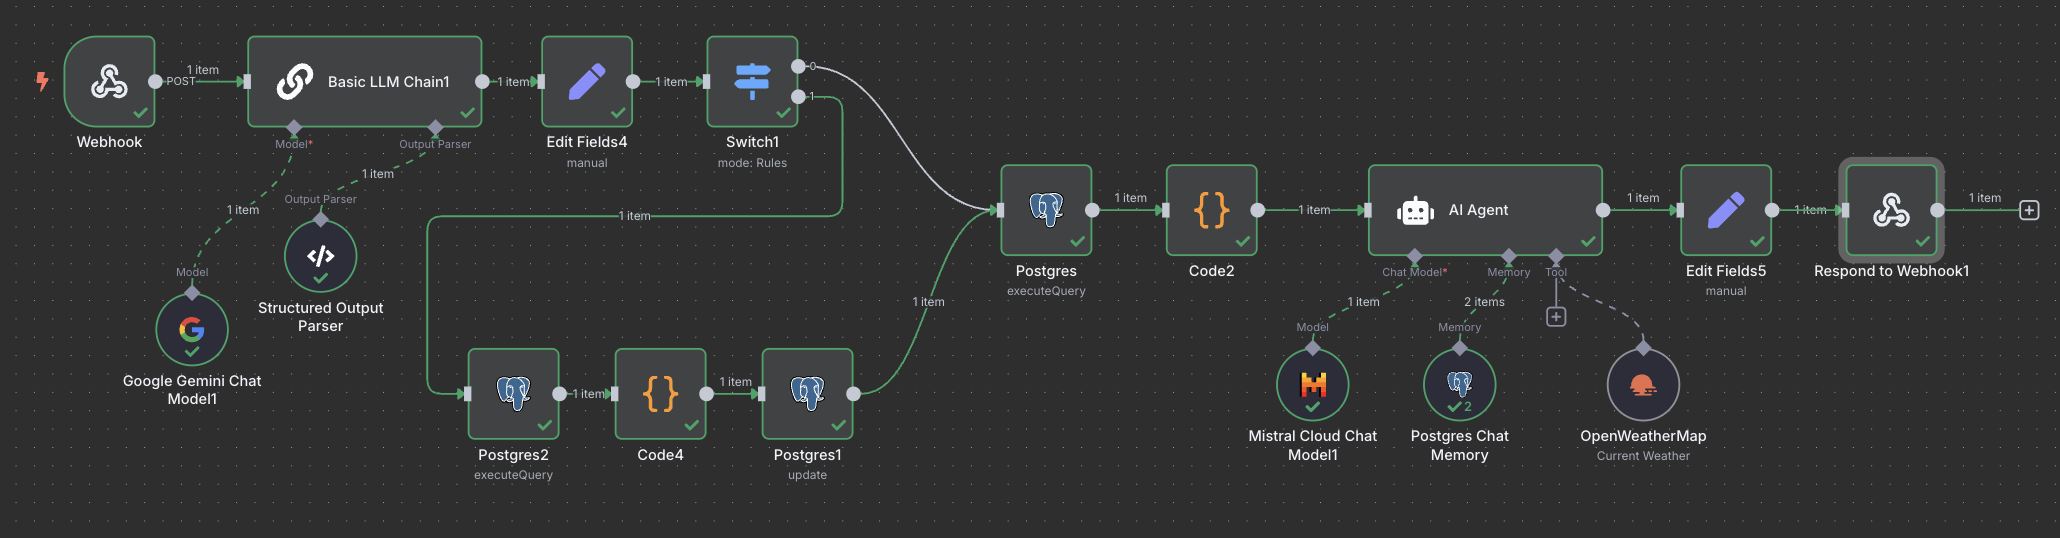 POST
1 item
Basic LLM Chain1
1 item
1 item
0
1
Webhook
Model*
Output Parser
Edit Fields4
manual
Switch1
mode: Rules
1 item
Output Parser
1 item
Model
Structured Output
Parser
Google Gemini Chat
Model1
1 item
Postgres2
executeQuery
1 item
Code4
1 item
Postgres1
update
1 item
Postgres
executeQuery
1 item
Code2
1 item
AI Agent
Chat Model*
Memory
Tool
1 item
2 items
Model
Memory
Mistral Cloud Chat
Model1
2
Postgres Chat
Memory
OpenWeatherMap
Current Weather
1 item
Edit Fields5
manual
1 item
Respond to Webhook1
1 item